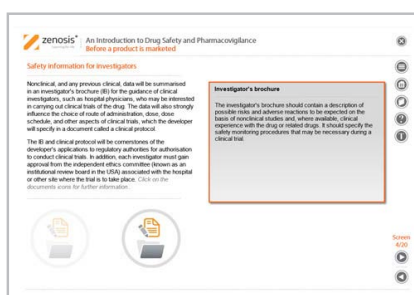 zenosis
An Introduction to Drug Safety and Pharmacovigilance
Before a product is marketed
Safety information for investigators
Nonclinical, and any previous clinical, data will be summarised
in an investigator's brochure (IB) for the guidance of clinical
investigators, such as hospital physicians, who may be interested
in carrying out clinical trials of the drug. The data will also strongly
influence the choice of route of administration, dose, dose
schedule, and other aspects of clinical trials, which the developer
will specify in a document called a clinical protocol.
The IB and clinical protocol will be cornerstones of the
developer's applications to regulatory authorities for authorisation
to conduct clinical trials. In addition, each investigator must gain
approval from the independent ethics committee (known as an
institutional review board in the USA) associated with the hospital
or other site where the trial is to take place. Click on the
documents icons for further information.
Investigator's brochure
The investigator's brochure should contain a description of
possible risks and adverse reactions to be expected on the
basis of nonclinical studies and, where available, clinical
experience with the drug or related drugs. It should specify the
safety monitoring procedures that may be necessary during a
clinical trial.
Screen
4/20